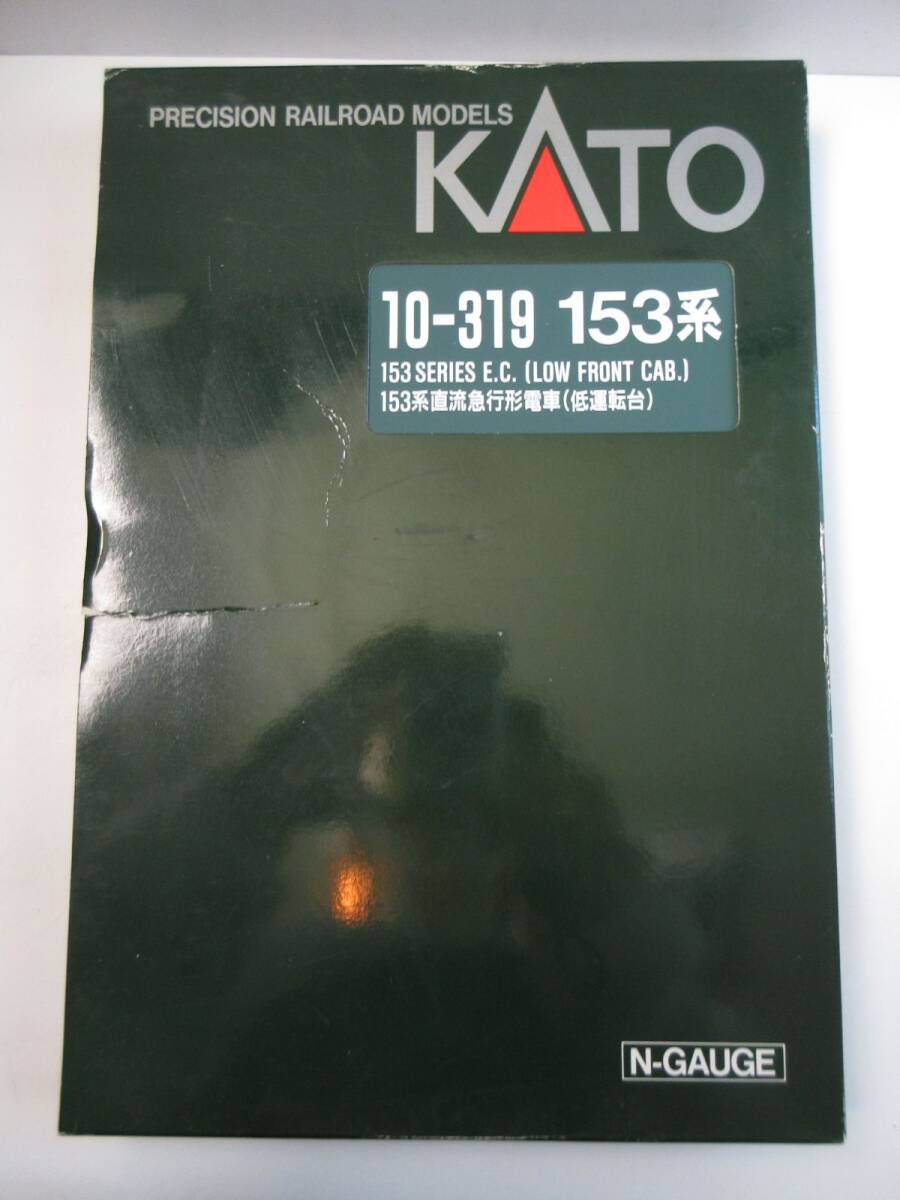 PRECISION RAILROAD MODELS
KATO
10-319 153系
153 SERIES E.C. (LOW FRONT CAB.)
153系直流急行形電車(低運転台)
N-GAUGE